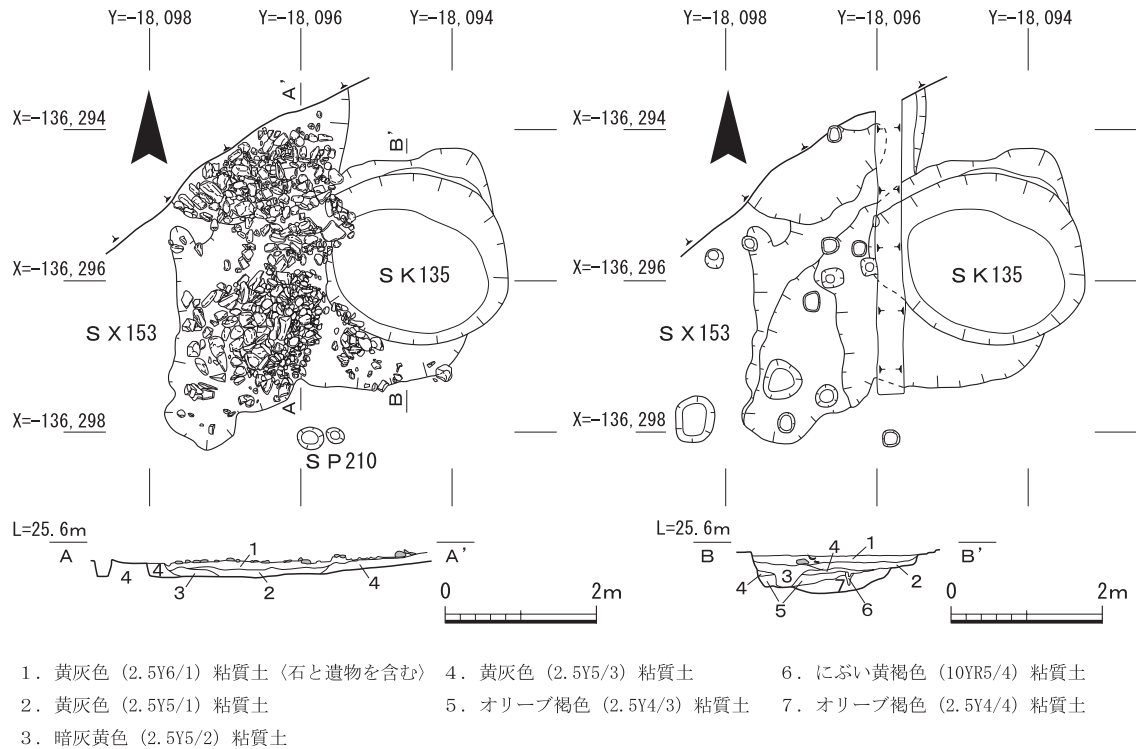 Y=-18,098 Y=-18,096 Y=-18,094 Y=-18,098 Y=-18,096 Y=-18,094
A'
X=-136,294 X=-136,294
B'
X=-136,296 SK135 X=-136,296 SK135
SX153 SX153
A B
X=-136,298 X=-136,298
SP210
L=25.6m L=25.6m
A 1 A' B 4 1 B'
4 4 3 2 4 4 3 7 2
5 6
0 2m 0 2m
1. 黄灰色 (2.5Y6/1) 粘質土〈石と遺物を含む〉 4. 黄灰色 (2.5Y5/3) 粘質土 6. にぶい黄褐色 (10YR5/4) 粘質土
2. 黄灰色 (2.5Y5/1) 粘質土 5. オリーブ褐色 (2.5Y4/3) 粘質土 7. オリーブ褐色 (2.5Y4/4) 粘質土
3. 暗灰黄色 (2.5Y5/2) 粘質土